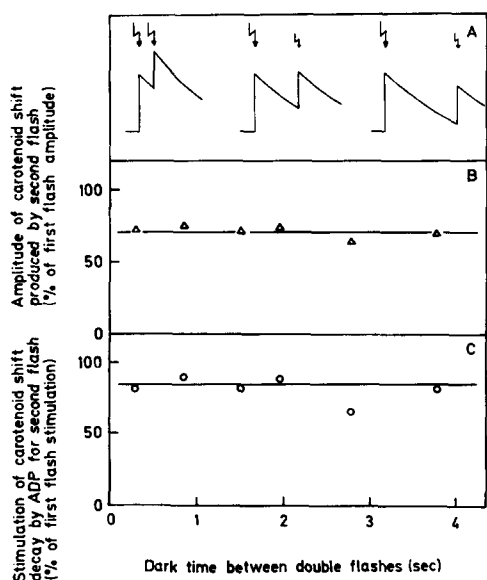 A
Amplitude of carotenoid shift
produced by second flash
(% of first flash amplitude)
B
100
50
0
Stimulation of carotenoid shift
decay by ADP for second flash
(% of first flash stimulation)
C
100
50
0
0 1 2 3 4
Dark time between double flashes (sec)